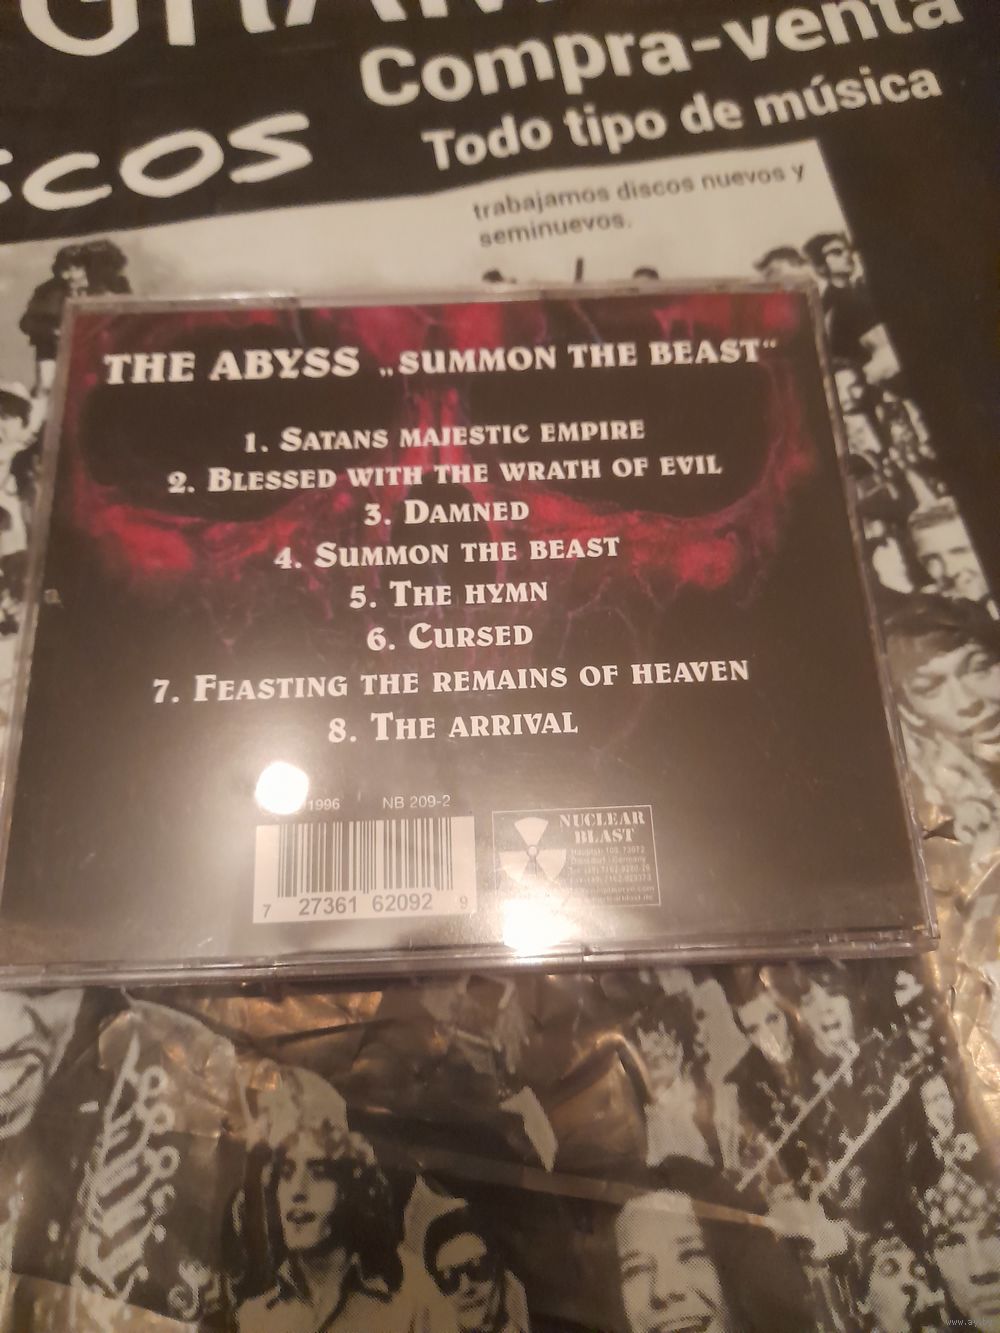 Compra-venta
Todo tipo de música
trabajamos discos nuevos y
seminuevos.
THE ABYSS „SUMMON THE BEAST“
1. SATANS MAJESTIC EMPIRE
2. BLESSED WITH THE WRATH OF EVIL
3. DAMNED
4. SUMMON THE BEAST
5. THE HYMN
6. CURSED
7. FEASTING THE REMAINS OF HEAVEN
8. THE ARRIVAL
1996 NB 209-2
7 27361 62092 9
NUCLEAR
BLAST